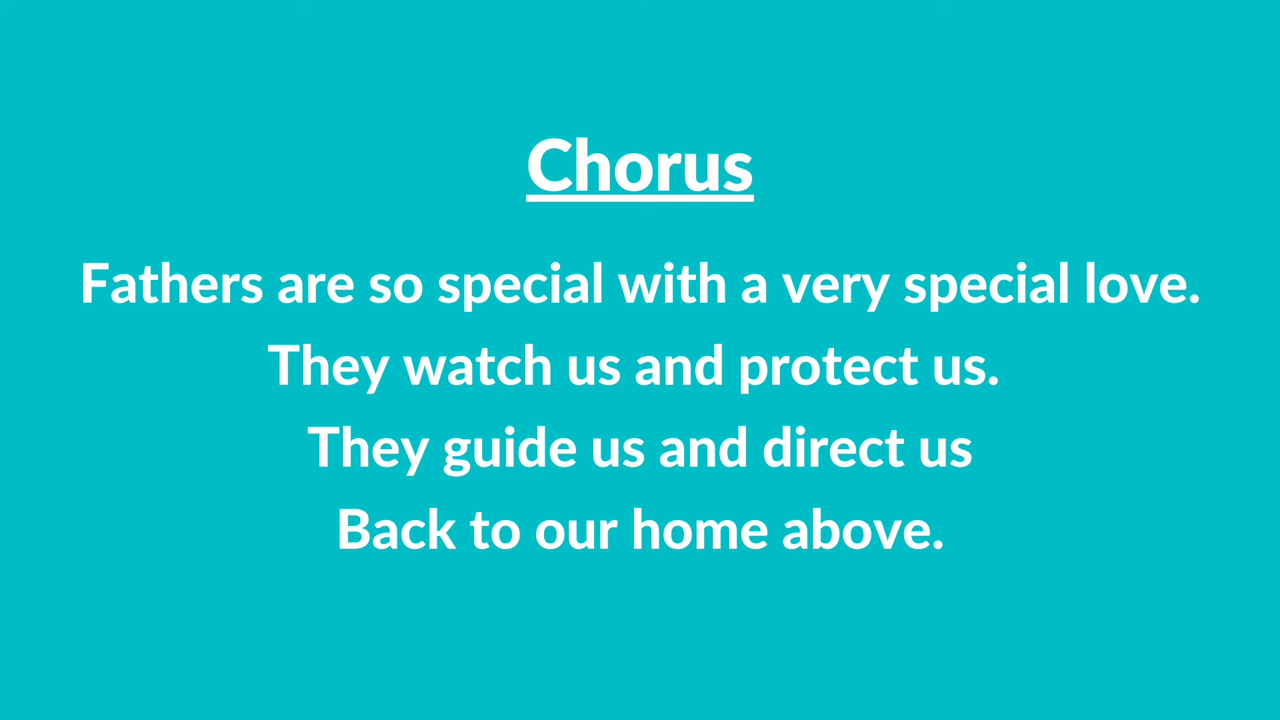 Chorus
Fathers are so special with a very special love.
They watch us and protect us.
They guide us and direct us
Back to our home above.